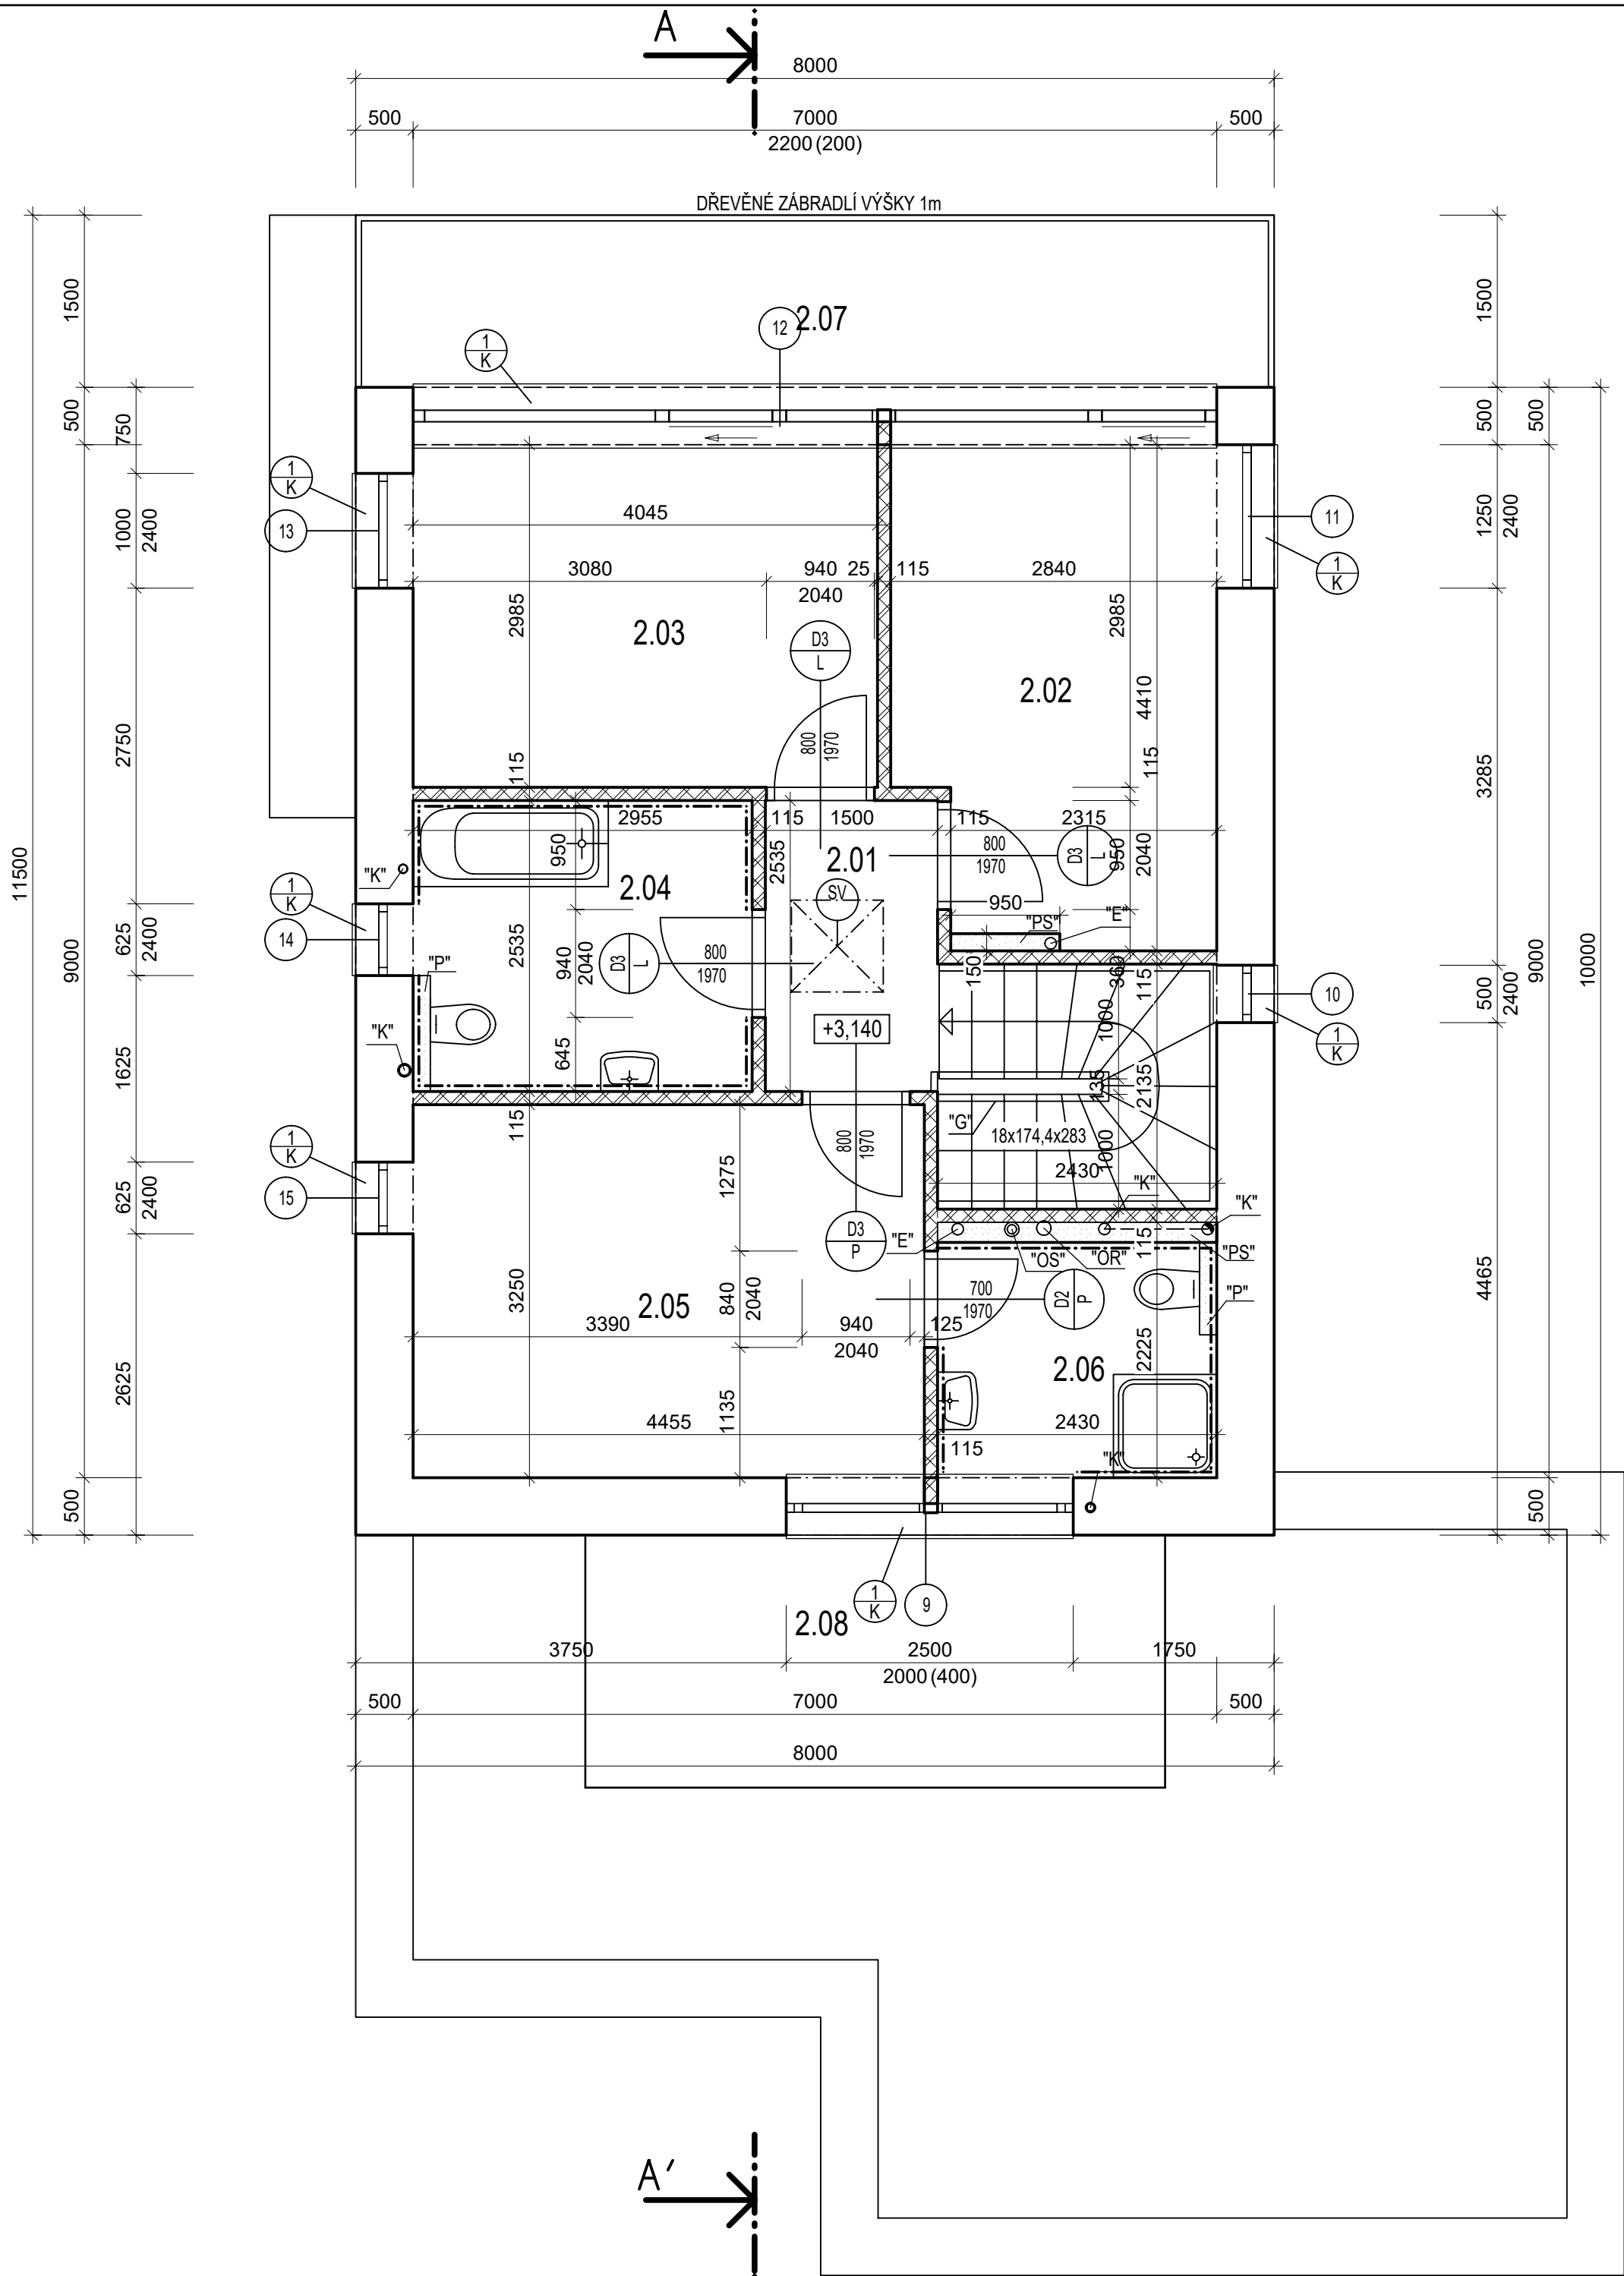 A
8000
500 7000 500
2200 (200)
DŘEVĚNÉ ZÁBRADLÍ VÝŠKY 1m
1500
1500
12 2.07
1
K
500
750
500
500
1
K
13
1000
2400
4045
11
1250
2400
1
K
3080 940 25 115 2840
2040
2985
2985
2.03
D3
L
2.02
4410
2750
800
1970
3285
115
115
11500
9000
2955 115 1500 115 2315
950
2535
2.01
800
1970
D3
L
950
2040
"K"
2.04
SV
950
"PS"
"E"
1
K
14
625
2400
2535
940
2040
D3
L
800
1970
9000
10000
"P"
150
360
115
10
500
2400
1
K
"K"
+3,140
1000
645
135
2135
1625
115
"G"
18x174,4x283
1000
1
K
15
625
2400
1275
2430
"K"
"K"
D3
P
"E"
"OS"
"OR"
115
"PS"
"P"
3250
2.05
840
2040
700
1970
D2
P
4465
800
1970
3390 940 125
2040
2.06
2225
2625
1135
4455
2430
115
"K"
500
500
1
K
9
2.08
3750 2500 1750
2000 (400)
500 7000 500
8000
A'